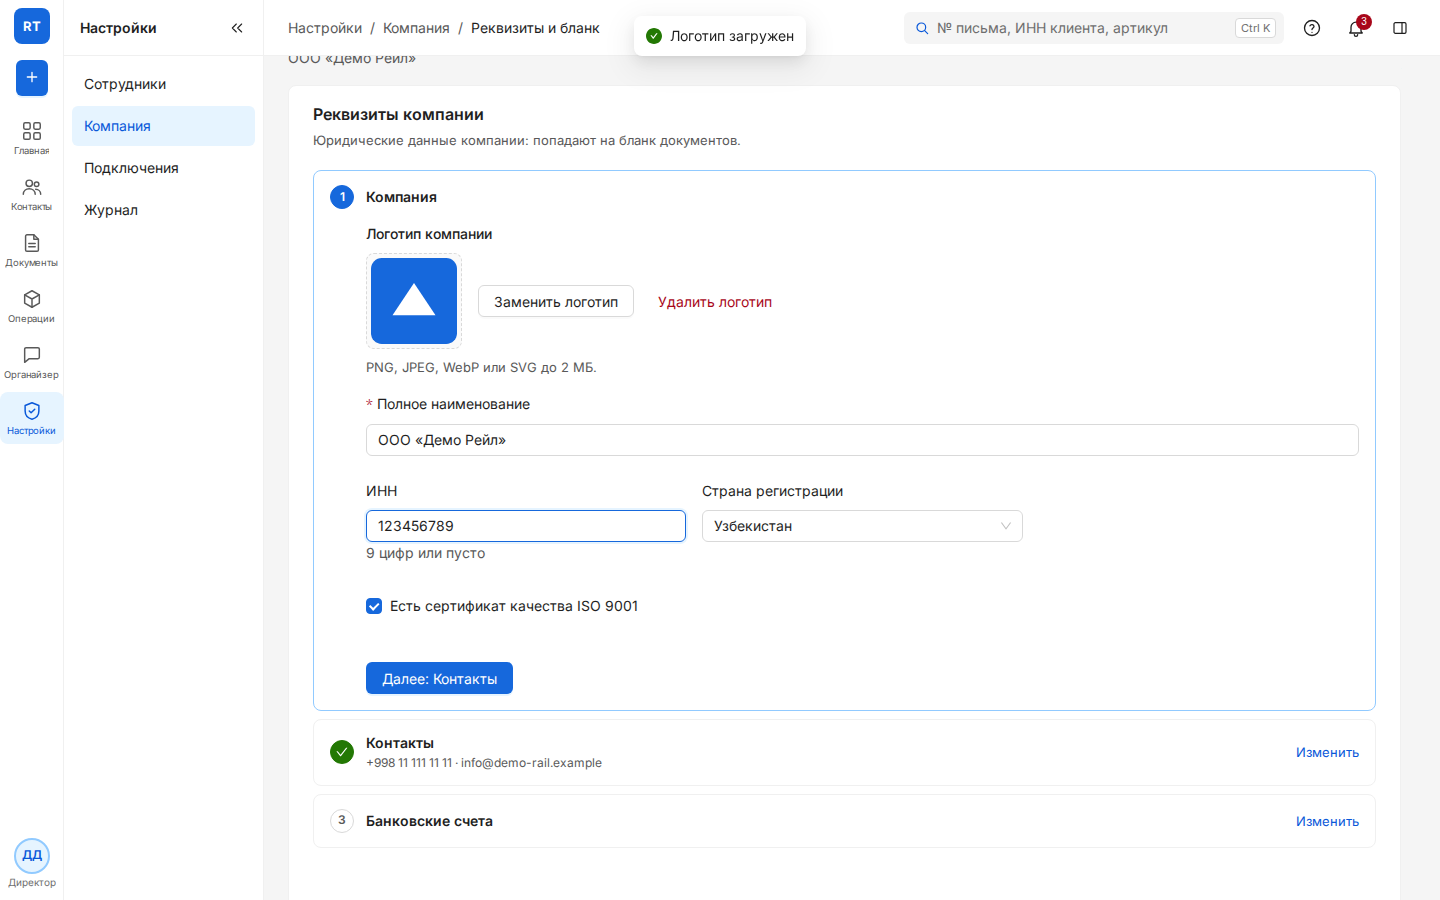 RT
Настройки
Настройки / Компания / Реквизиты и бланк
Логотип загружен
№ письма, ИНН клиента, артикул
Ctrl K
3
Главная
Контакты
Документы
Операции
Органайзер
Настройки
ДД
Директор
Сотрудники
Компания
Подключения
Журнал
ООО «Демо Рейл»
Реквизиты компании
Юридические данные компании: попадают на бланк документов.
1 Компания
Логотип компании
Заменить логотип
Удалить логотип
PNG, JPEG, WebP или SVG до 2 МБ.
* Полное наименование
ООО «Демо Рейл»
ИНН
Страна регистрации
123456789
Узбекистан
9 цифр или пусто
Есть сертификат качества ISO 9001
Далее: Контакты
Контакты
+998 11 111 11 11 · info@demo-rail.example
Изменить
3 Банковские счета
Изменить